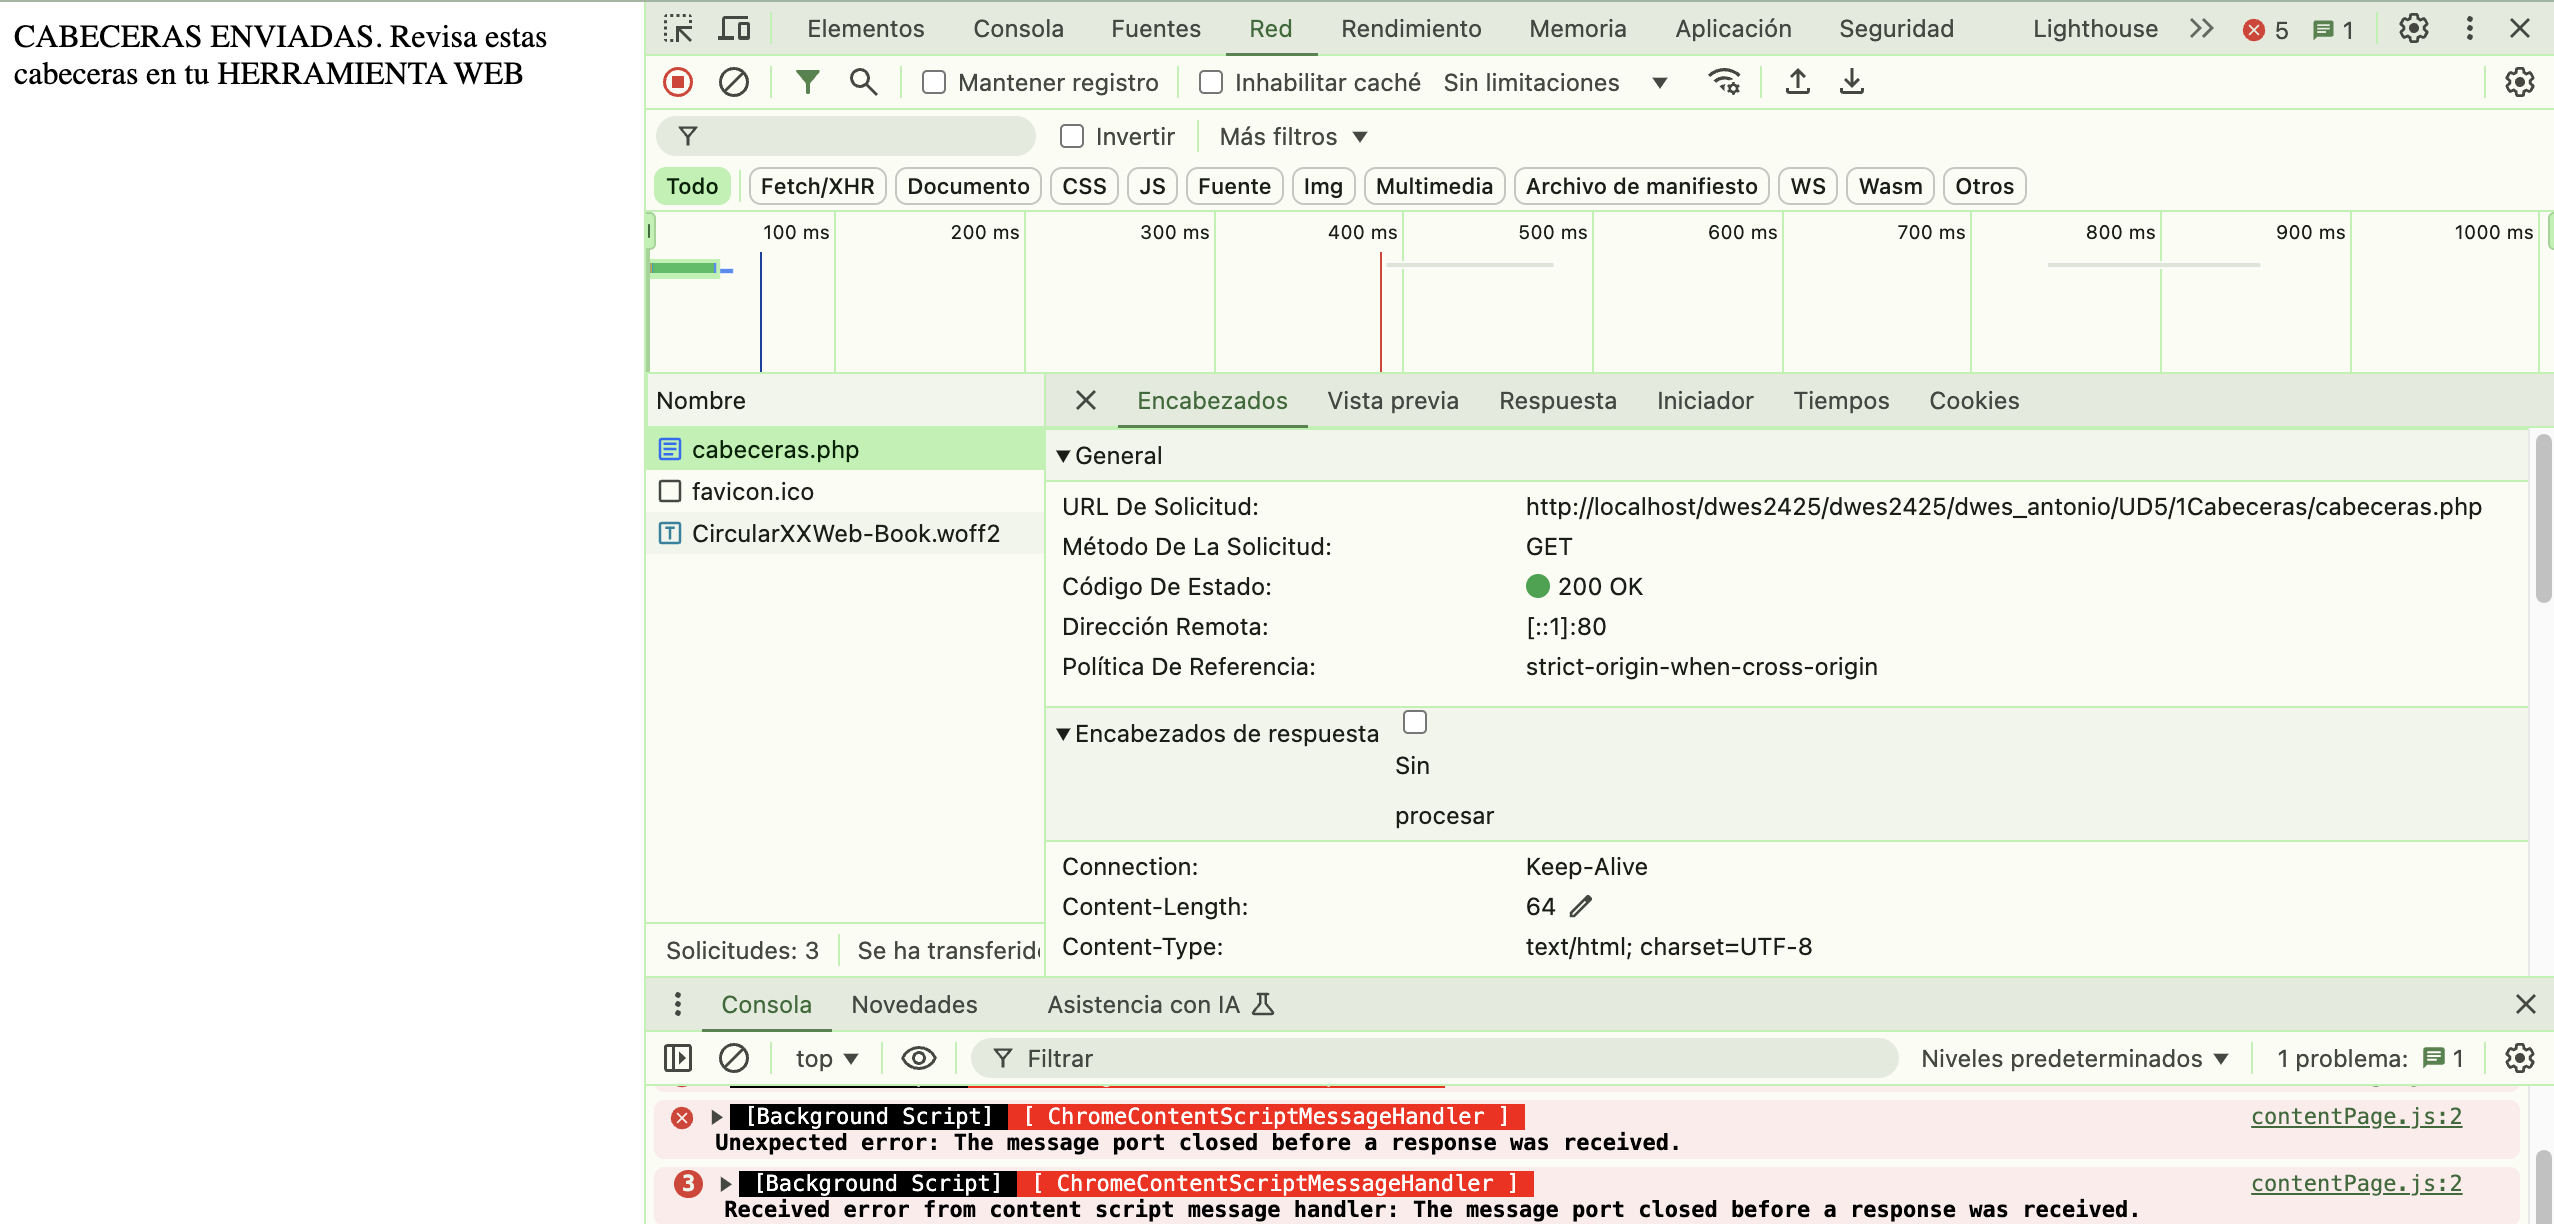 CABECERAS ENVIADAS. Revisa estas
cabeceras en tu HERRAMIENTA WEB
Elementos Consola Fuentes Red Rendimiento Memoria Aplicación Seguridad Lighthouse 5 1
Mantener registro Inhabilitar caché Sin limitaciones
Invertir Más filtros
Todo Fetch/XHR Documento CSS JS Fuente Img Multimedia Archivo de manifiesto WS Wasm Otros
100 ms 200 ms 300 ms 400 ms 500 ms 600 ms 700 ms 800 ms 900 ms 1000 ms
Nombre
cabeceras.php
favicon.ico
CircularXXWeb-Book.woff2
Solicitudes: 3 Se ha transferido
Encabezados Vista previa Respuesta Iniciador Tiempos Cookies
General
URL De Solicitud: http://localhost/dwes2425/dwes2425/dwes_antonio/UD5/1Cabeceras/cabeceras.php
Método De La Solicitud: GET
Código De Estado: 200 OK
Dirección Remota: [::1]:80
Política De Referencia: strict-origin-when-cross-origin
Encabezados de respuesta
Sin
procesar
Connection: Keep-Alive
Content-Length: 64
Content-Type: text/html; charset=UTF-8
Consola Novedades Asistencia con IA
top Filtrar Niveles predeterminados 1 problema: 1
[Background Script] [ ChromeContentScriptMessageHandler ] contentPage.js:2
Unexpected error: The message port closed before a response was received.
3 [Background Script] [ ChromeContentScriptMessageHandler ] contentPage.js:2
Received error from content script message handler: The message port closed before a response was received.